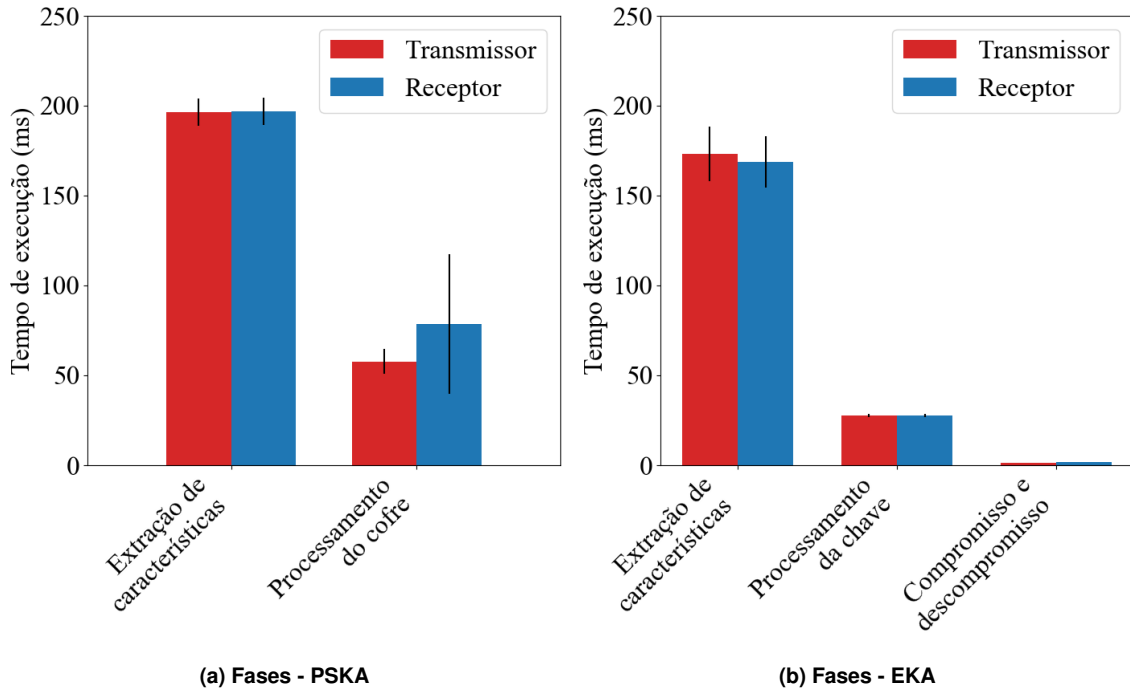 250
200
150
100
50
0
Tempo de execução (ms)
Transmissor
Receptor
Extração de
características
Processamento
do cofre
(a) Fases - PSKA
250
200
150
100
50
0
Tempo de execução (ms)
Transmissor
Receptor
Extração de
características
Processamento
da chave
Compromisso e
descompromisso
(b) Fases - EKA